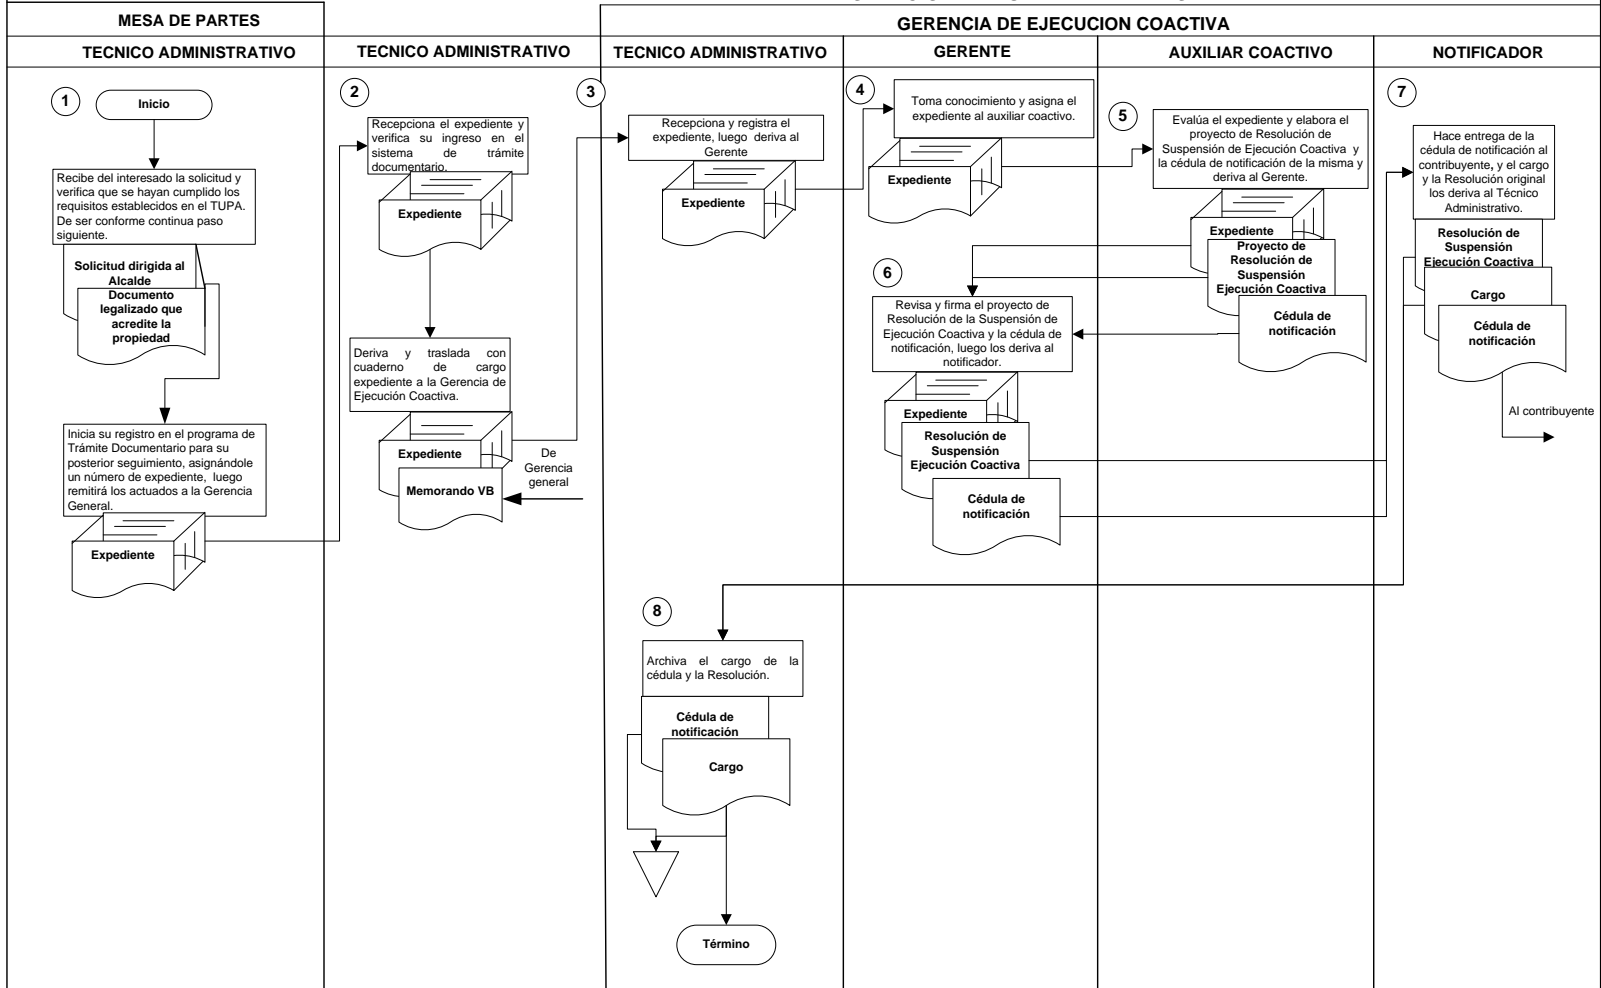 MESA DE PARTES
GERENCIA DE EJECUCION COACTIVA
TECNICO ADMINISTRATIVO
TECNICO ADMINISTRATIVO
TECNICO ADMINISTRATIVO
GERENTE
AUXILIAR COACTIVO
NOTIFICADOR
1
Inicio
Recibe del interesado la solicitud y
verifica que se hayan cumplido los
requisitos establecidos en el TUPA.
De ser conforme continua paso
siguiente.
Solicitud dirigida al
Alcalde
Documento
legalizado que
acredite la
propiedad
Inicia su registro en el programa de
Trámite Documentario para su
posterior seguimiento, asignándole
un número de expediente, luego
remitirá los actuados a la Gerencia
General.
Expediente
2
Recepciona el expediente y
verifica su ingreso en el
sistema de trámite
documentario.
Expediente
Deriva y traslada con
cuaderno de cargo
expediente a la Gerencia de
Ejecución Coactiva.
Expediente
Memorando VB
De
Gerencia
general
3
Recepciona y registra el
expediente, luego deriva al
Gerente
Expediente
4
Toma conocimiento y asigna el
expediente al auxiliar coactivo.
Expediente
5
Evalúa el expediente y elabora el
proyecto de Resolución de
Suspensión de Ejecución Coactiva y
la cédula de notificación de la misma y
deriva al Gerente.
Expediente
Proyecto de
Resolución de
Suspensión
Ejecución Coactiva
Cédula de
notificación
6
Revisa y firma el proyecto de
Resolución de la Suspensión de
Ejecución Coactiva y la cédula de
notificación, luego los deriva al
notificador.
Expediente
Resolución de
Suspensión
Ejecución Coactiva
Cédula de
notificación
7
Hace entrega de la
cédula de notificación al
contribuyente, y el cargo
y la Resolución original
los deriva al Técnico
Administrativo.
Resolución de
Suspensión
Ejecución Coactiva
Cargo
Cédula de
notificación
Al contribuyente
8
Archiva el cargo de la
cédula y la Resolución.
Cédula de
notificación
Cargo
Término